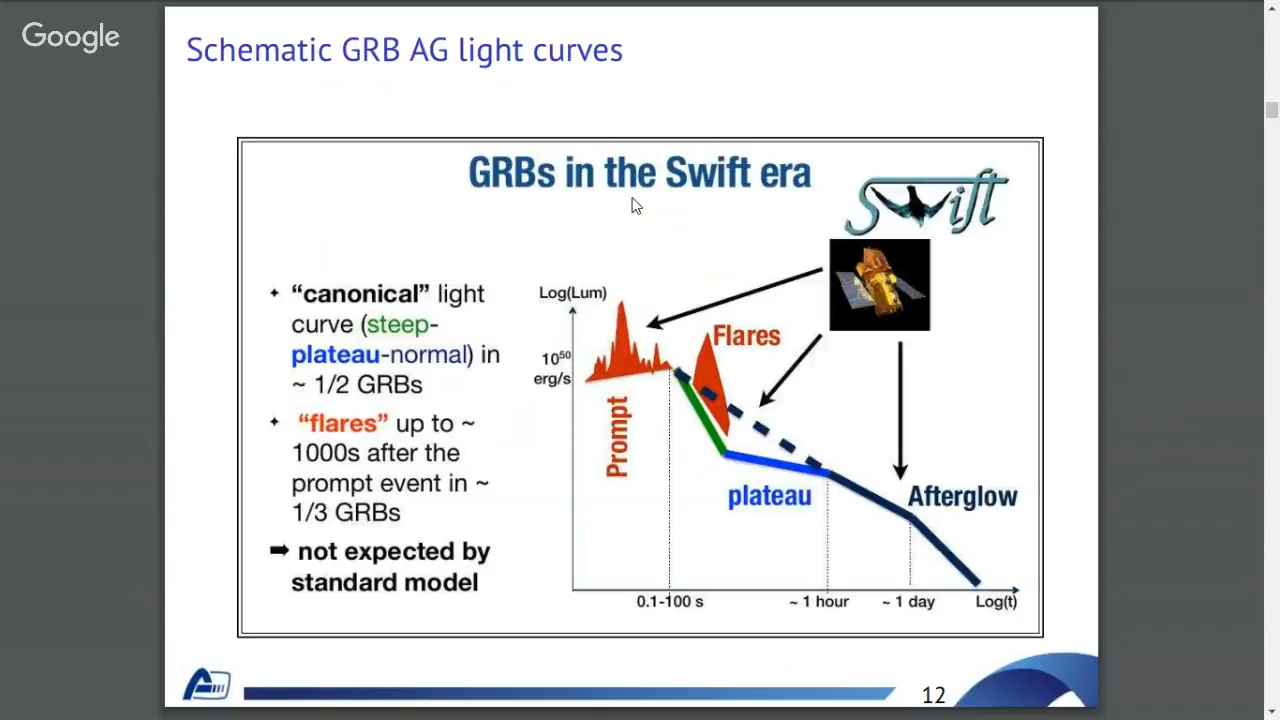 Google
Schematic GRB AG light curves
GRBs in the Swift era
Swift
✦ “canonical” light
curve (steep-
plateau-normal) in
~ 1/2 GRBs
✦ “flares” up to ~
1000s after the
prompt event in ~
1/3 GRBs
➡ not expected by
standard model
Log(Lum)
10⁵⁰
erg/s
Prompt
Flares
plateau
Afterglow
0.1-100 s
~ 1 hour
~ 1 day
Log(t)
12